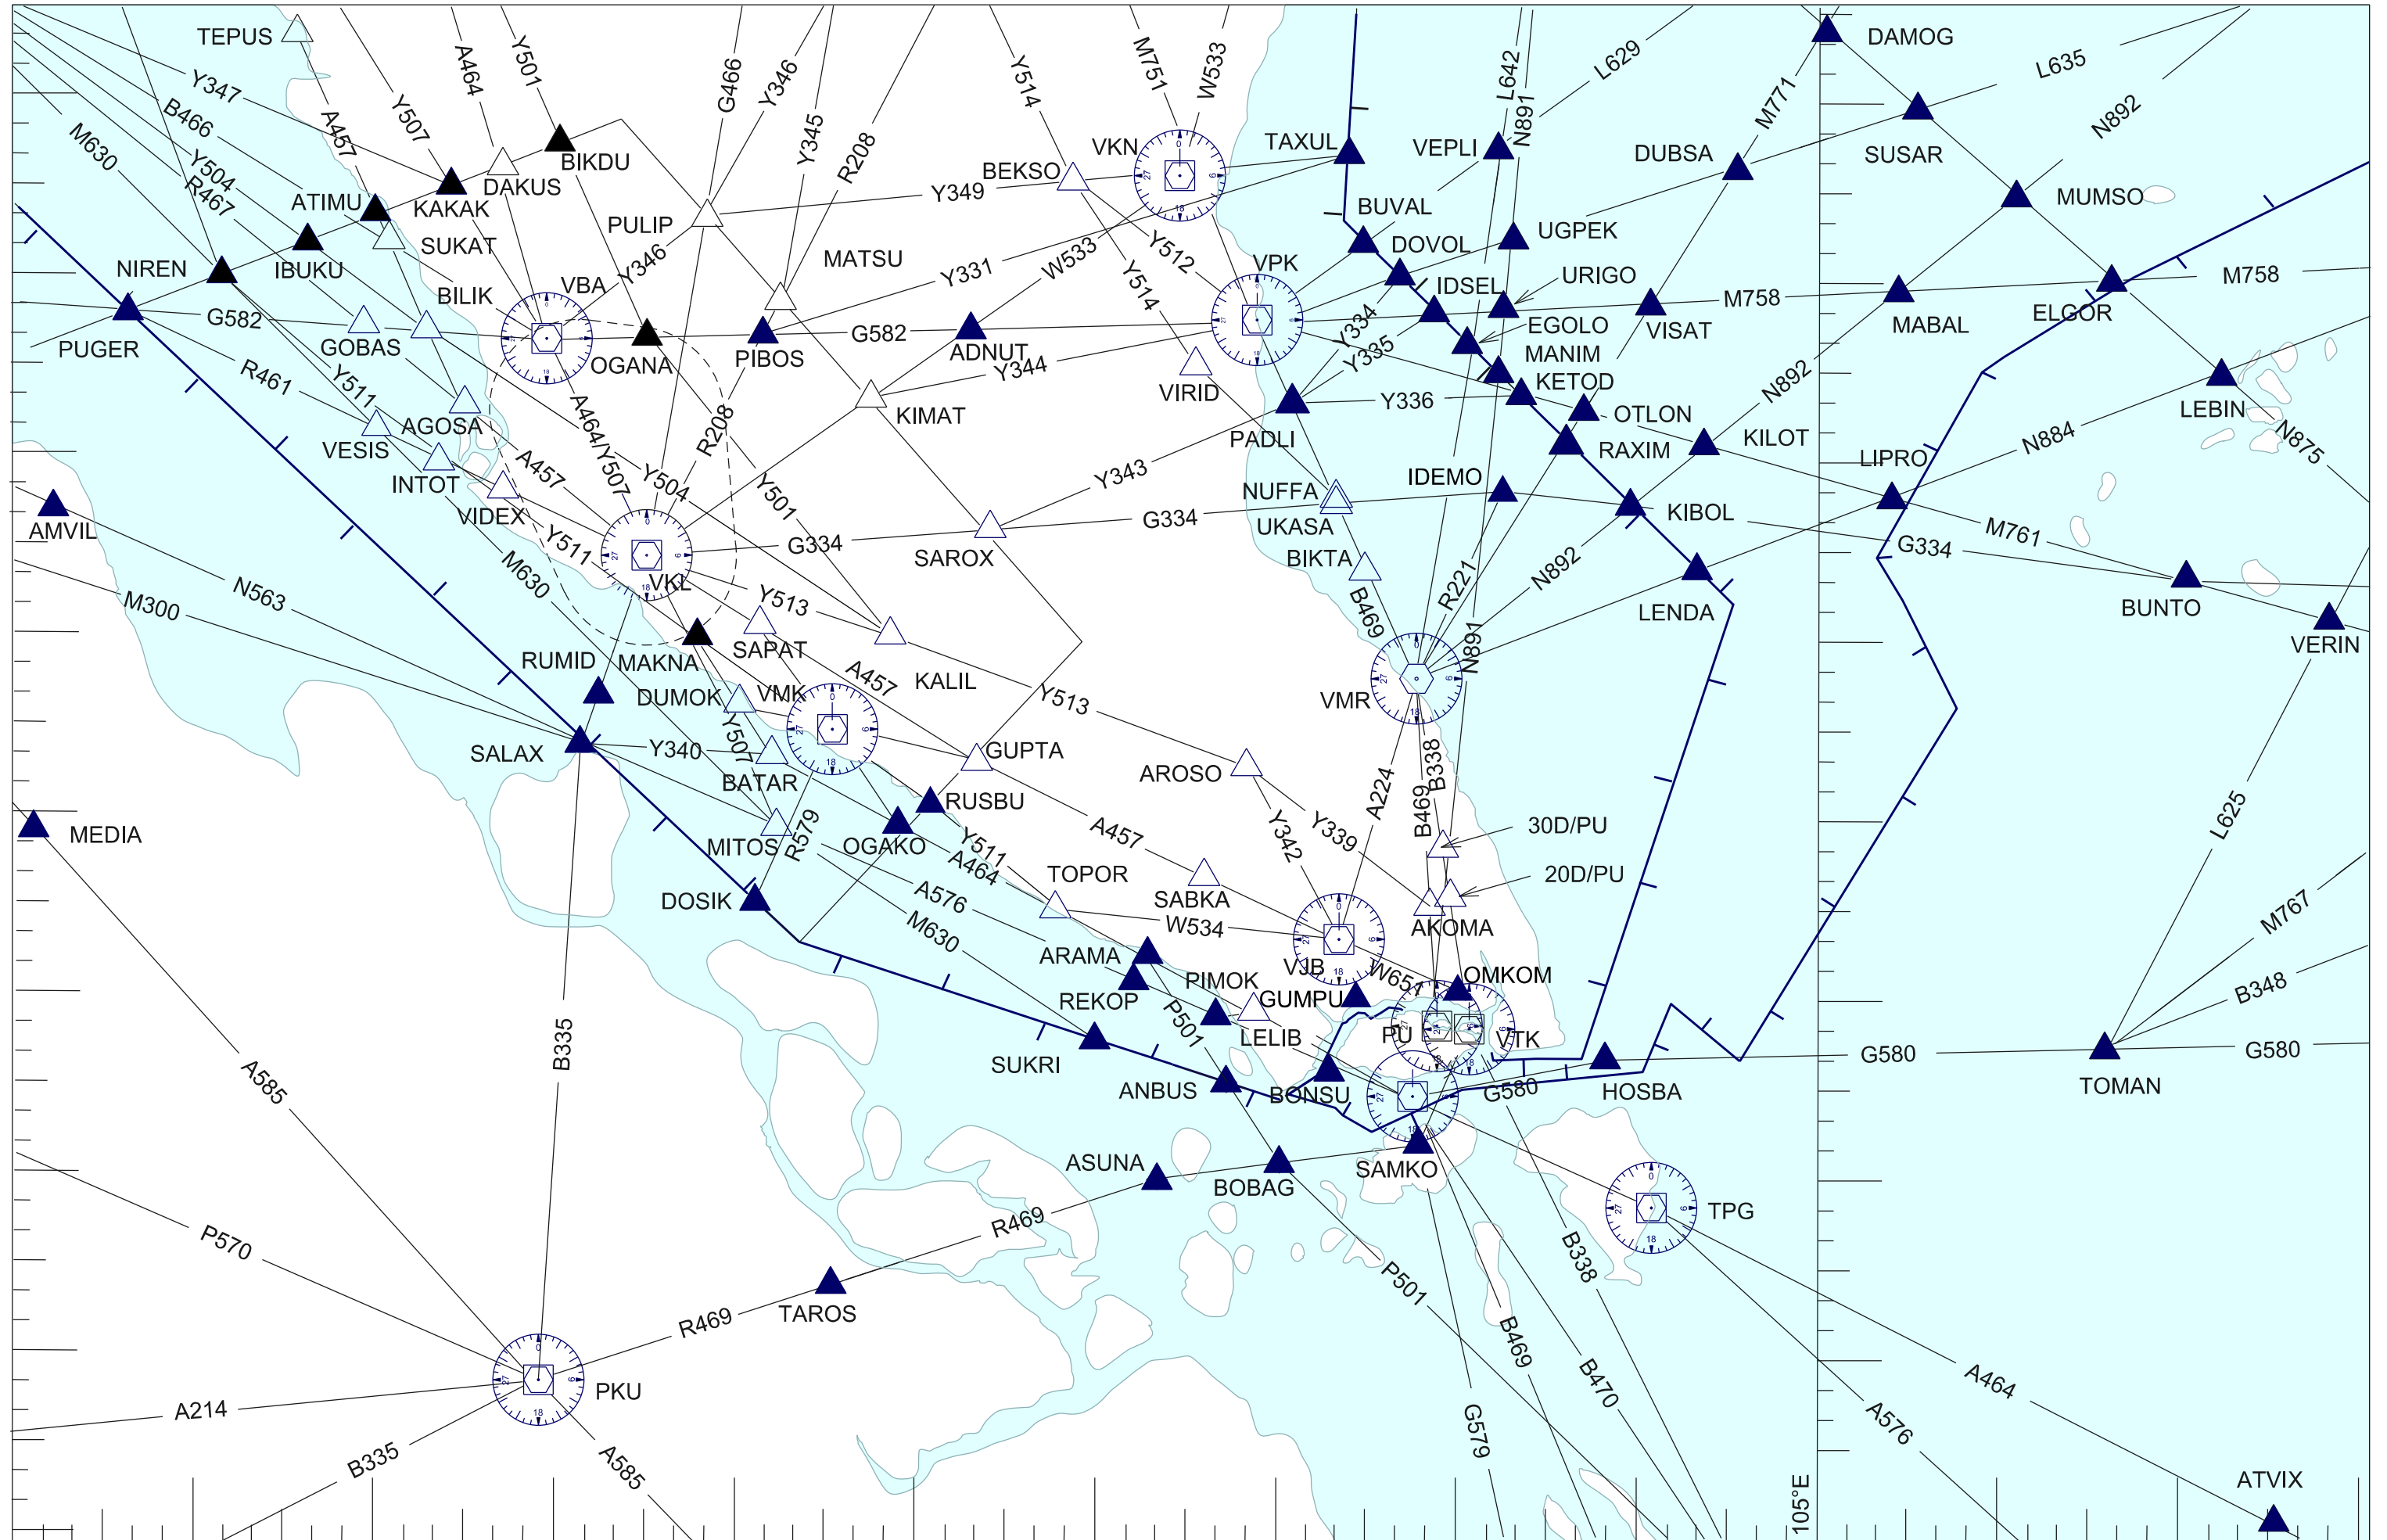 TEPUS
Y347
B466
A457
Y507
A464
Y501
G466
Y346
Y345
R208
Y514
M751
W533
L642
N891
L629
M771
DAMOG
L635
N892
SUSAR
MUMSO
M630
Y504
R467
ATIMU
KAKAK
DAKUS
BIKDU
PULIP
Y349
BEKSO
VKN
TAXUL
VEPLI
DUBSA
BUVAL
DOVOL
UGPEK
URIGO
IDSEL
NIREN
IBUKU
SUKAT
BILIK
VBA
Y346
MATSU
Y331
W533
Y512
Y514
VPK
Y334
EGOLO
M758
M758
VISAT
MABAL
ELGOR
PUGER
G582
GOBAS
OGANA
PIBOS
G582
ADNUT
Y344
VIRID
Y335
MANIM
KETOD
R461
Y511
VESIS
AGOSA
A464/Y507
R208
KIMAT
PADLI
Y336
OTLON
N892
RAXIM
KILOT
LEBIN
N875
N884
LIPRO
INTOT
A457
Y504
Y501
Y343
NUFFA
IDEMO
AMVIL
VIDEX
Y511
M630
G334
SAROX
G334
UKASA
BIKTA
KIBOL
M761
G334
N563
M300
VKL
Y513
B469
R221
N892
LENDA
BUNTO
VERIN
RUMID
MAKNA
SAPAT
A457
KALIL
DUMOK
VMK
Y513
VMR
N891
SALAX
Y340
Y507
BATAR
GUPTA
AROSO
A224
B469
B338
MEDIA
MITOS
R579
OGAKO
RUSBU
Y511
A464
A457
Y342
Y339
30D/PU
L625
DOSIK
A576
TOPOR
SABKA
20D/PU
M630
W534
AKOMA
M767
ARAMA
VJB
W651
OMKOM
REKOP
PIMOK
GUMPU
B348
P501
LELIB
PU
VTK
SUKRI
G580
G580
ANBUS
BONSU
G580
HOSBA
TOMAN
A585
B335
ASUNA
SAMKO
BOBAG
TPG
P570
R469
B338
P501
TAROS
R469
B469
B470
A464
A214
PKU
G579
A576
B335
A585
105°E
ATVIX